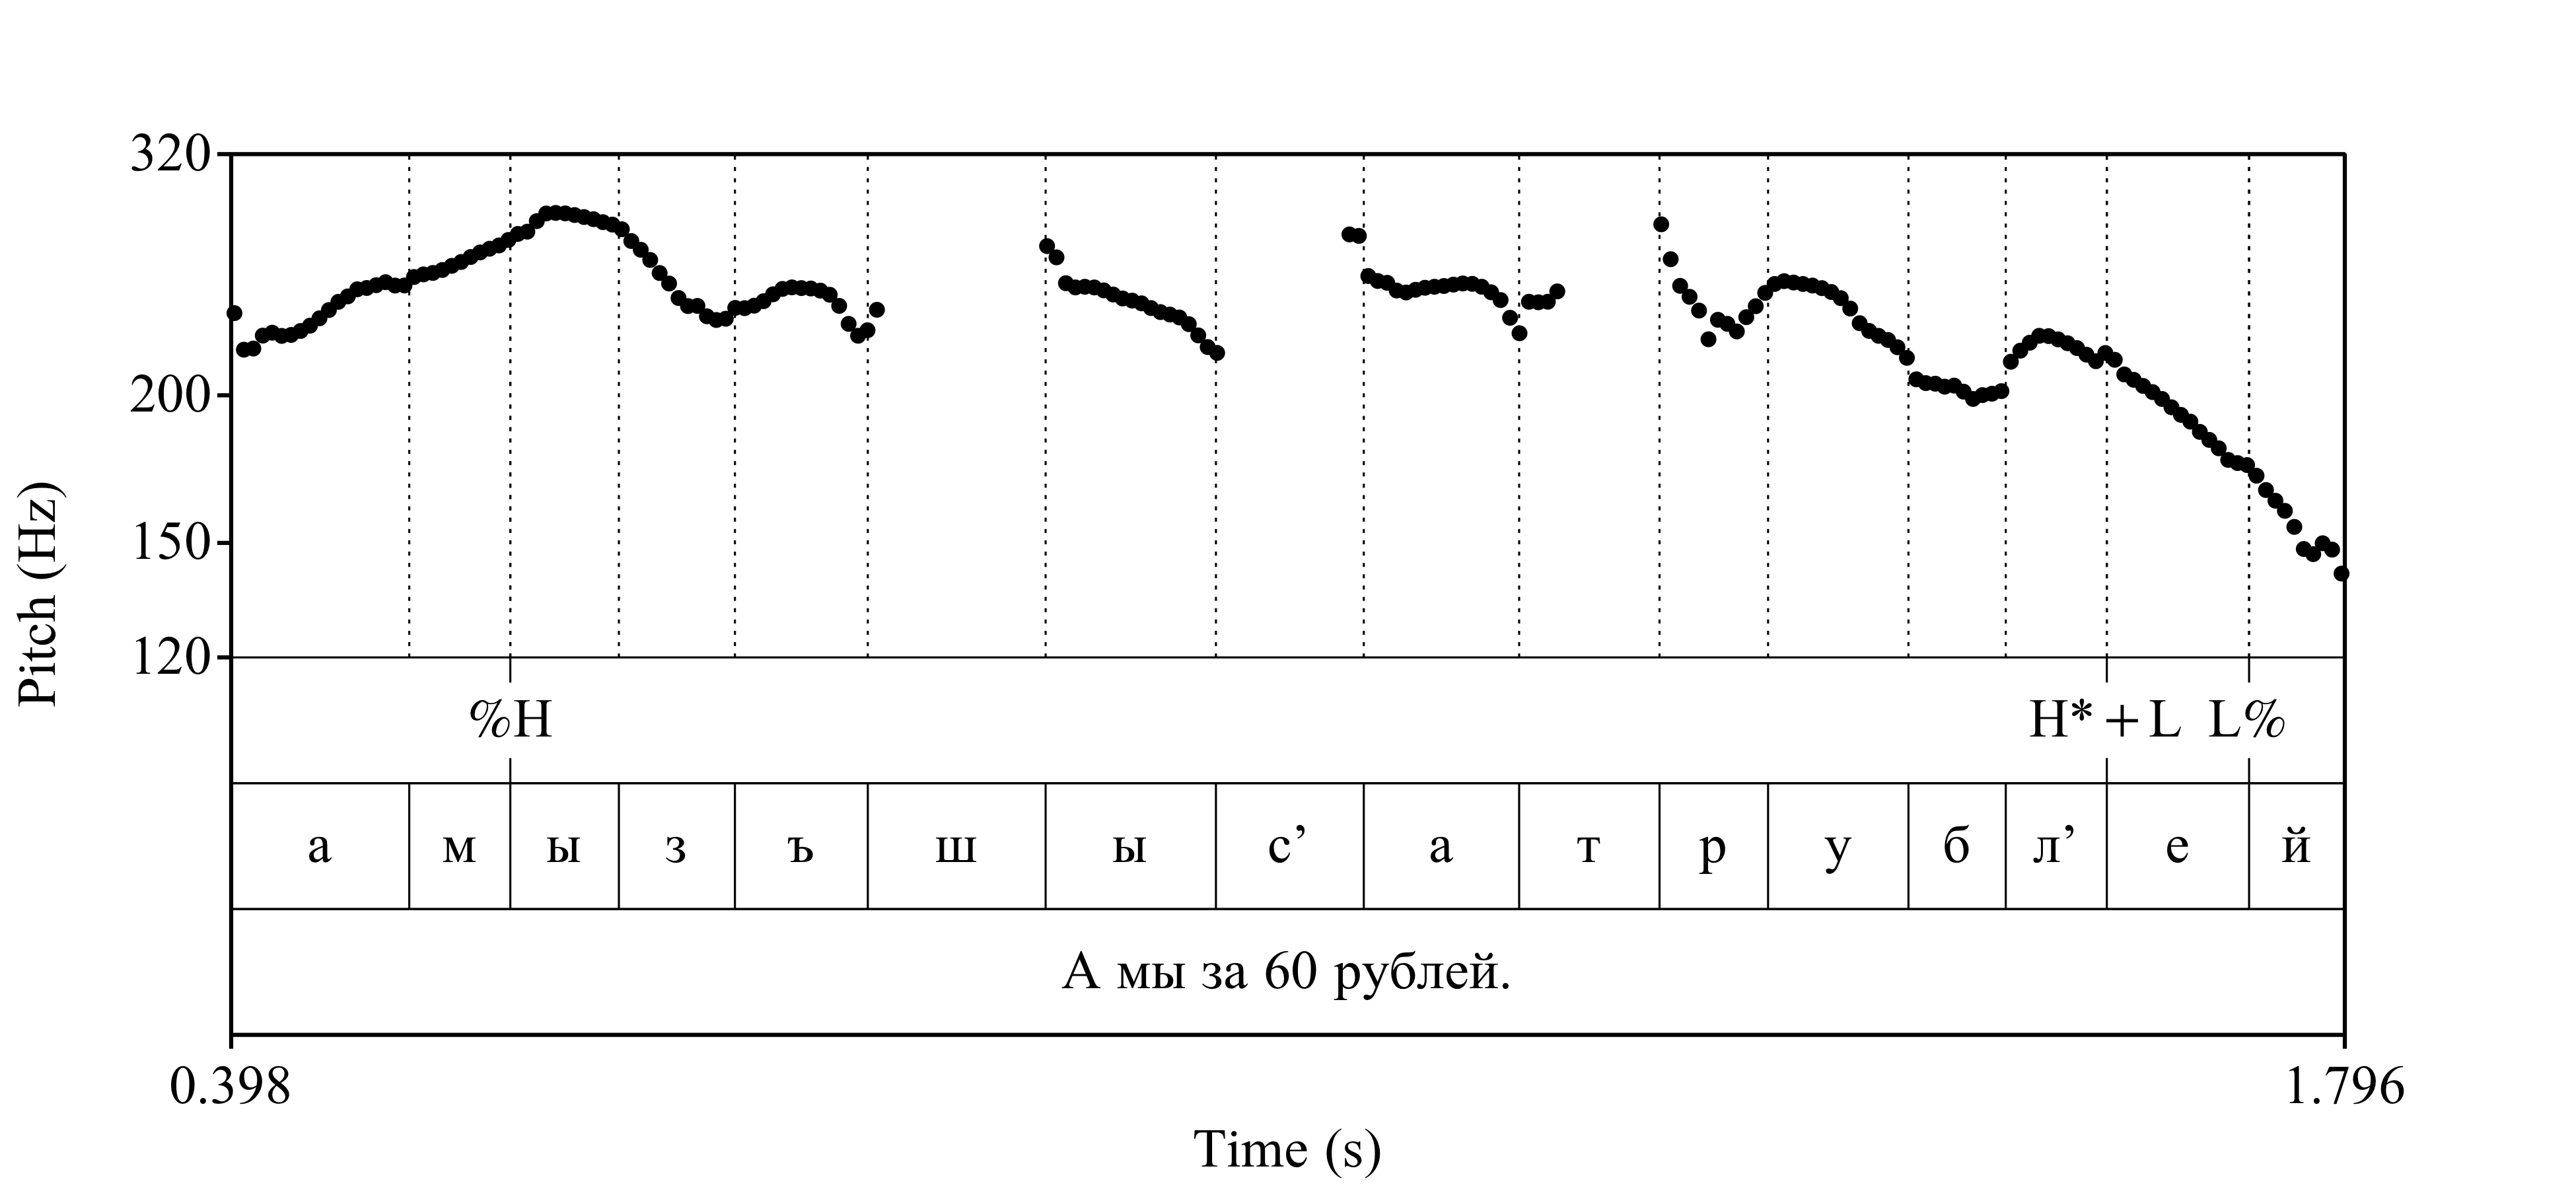 320
200
150
120
Pitch (Hz)
%H H* + L L%
а м ы з ъ ш ы с’ а т р у б л’ е й
А мы за 60 рублей.
0.398 1.796
Time (s)